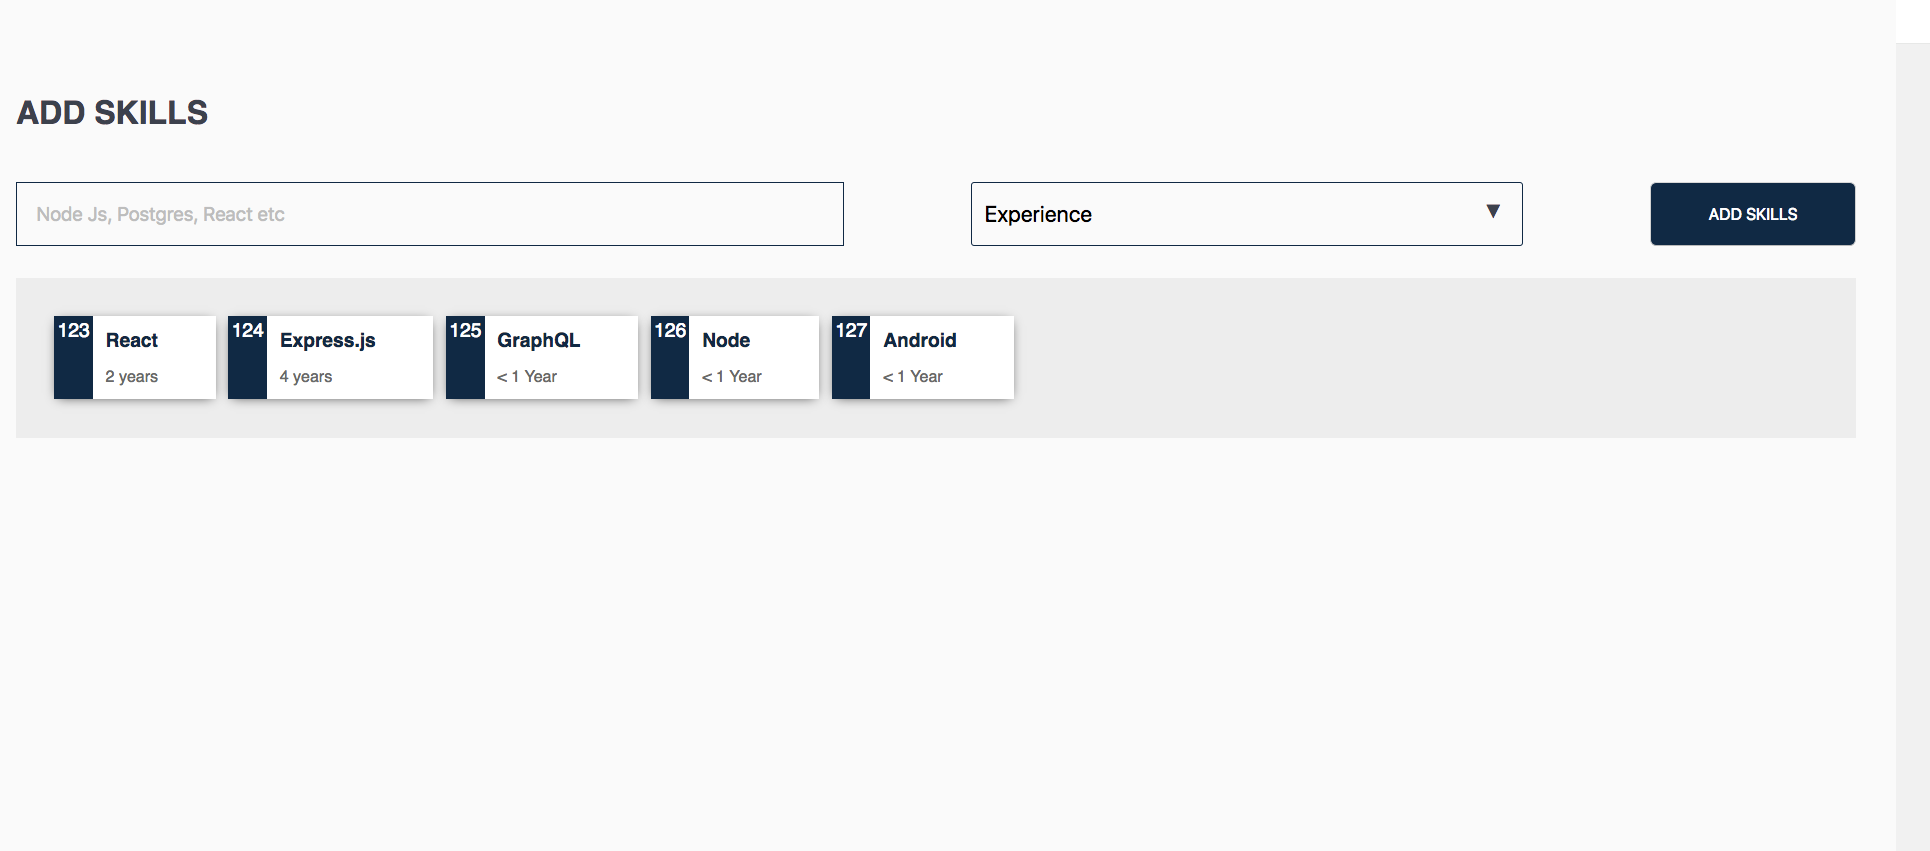 ADD SKILLS
Node Js, Postgres, React etc
Experience
ADD SKILLS
123 React
2 years
124 Express.js
4 years
125 GraphQL
< 1 Year
126 Node
< 1 Year
127 Android
< 1 Year